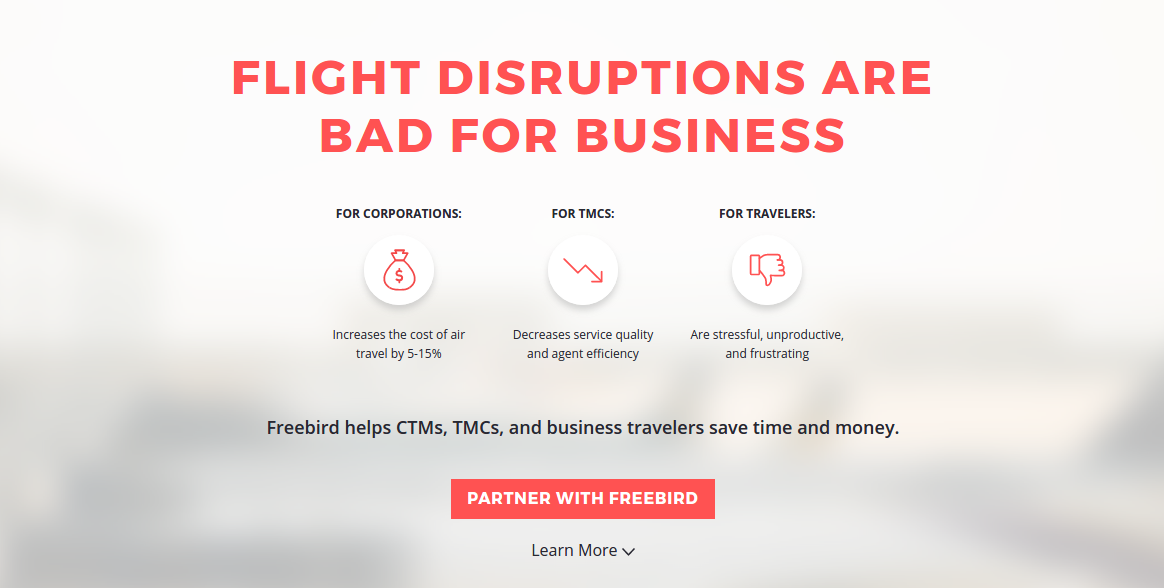 FLIGHT DISRUPTIONS ARE
BAD FOR BUSINESS
FOR CORPORATIONS:
$
Increases the cost of air
travel by 5-15%
FOR TMCS:
Decreases service quality
and agent efficiency
FOR TRAVELERS:
Are stressful, unproductive,
and frustrating
Freebird helps CTMs, TMCs, and business travelers save time and money.
PARTNER WITH FREEBIRD
Learn More